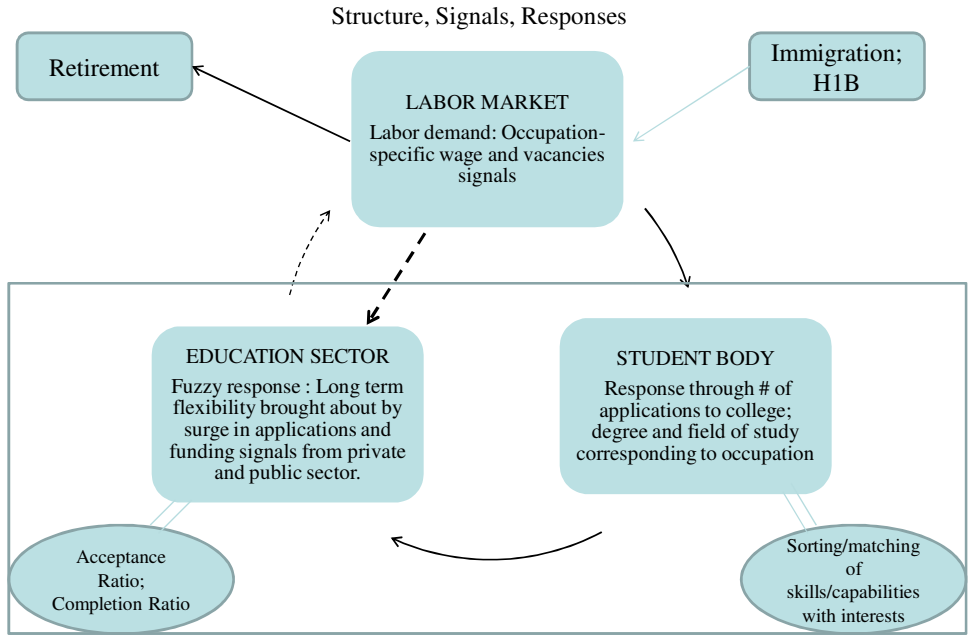 Structure, Signals, Responses
Retirement
Immigration;
H1B
LABOR MARKET
Labor demand: Occupation-
specific wage and vacancies
signals
EDUCATION SECTOR
Fuzzy response : Long term
flexibility brought about by
surge in applications and
funding signals from private
and public sector.
STUDENT BODY
Response through # of
applications to college;
degree and field of study
corresponding to occupation
Acceptance
Ratio;
Completion Ratio
Sorting/matching
of
skills/capabilities
with interests